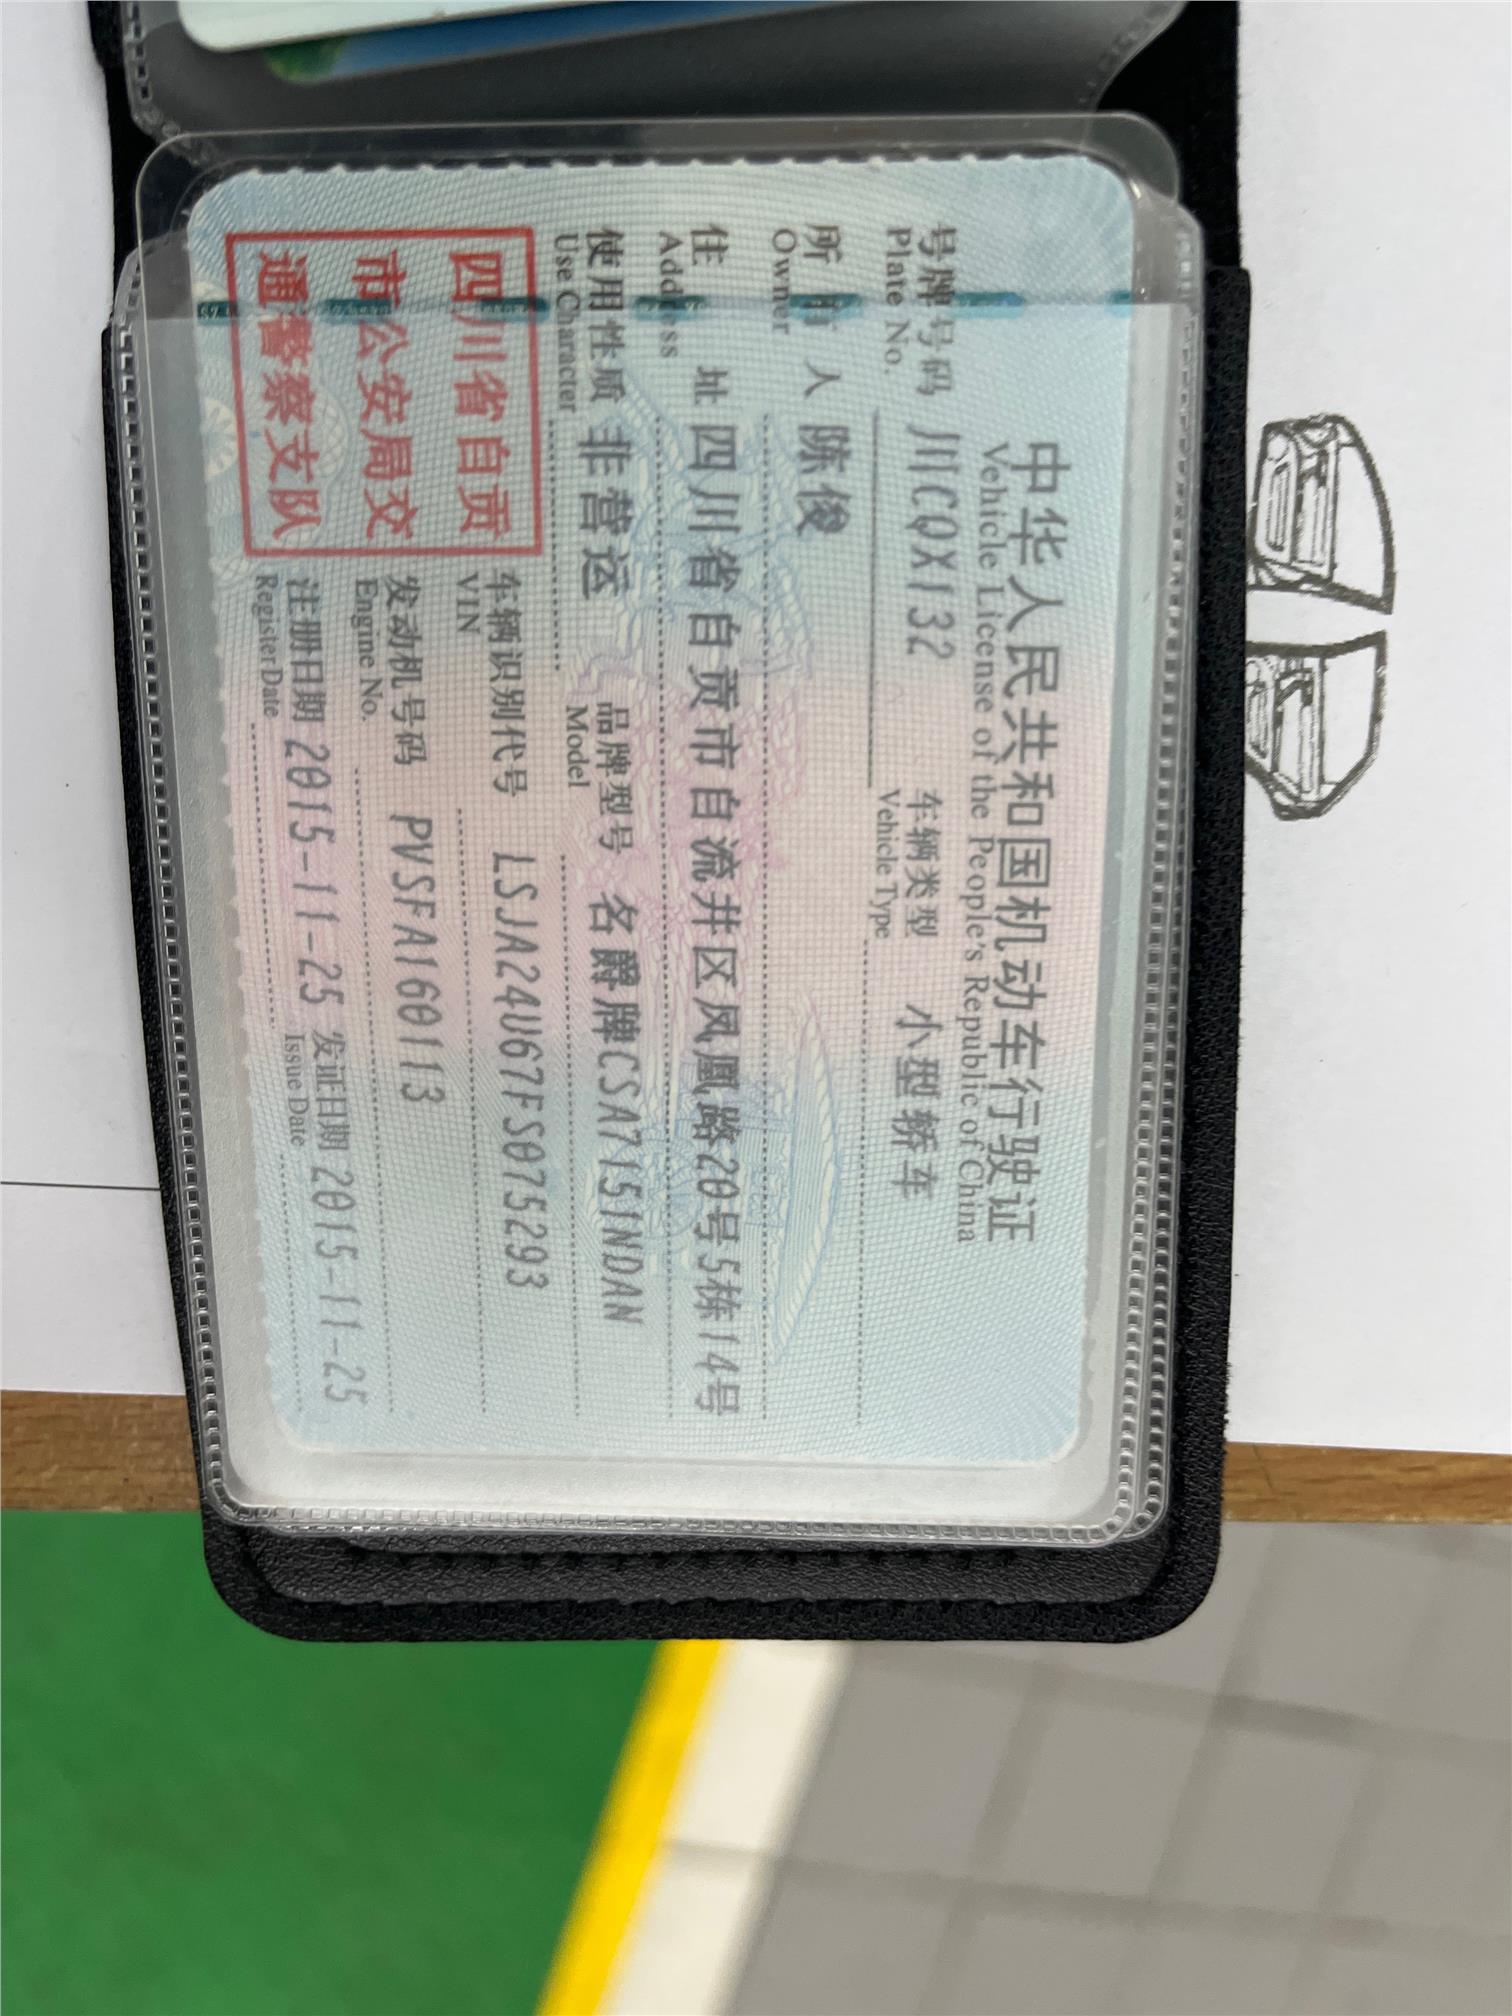 中华人民共和国机动车行驶证
Vehicle License of the People's Republic of China
号牌号码 川CQX132 车辆类型 小型轿车
Plate No. Vehicle Type
所有人 陈俊
Owner
住址 四川省自贡市自流井区凤凰路20号5栋14号
Address
使用性质 非营运 品牌型号 名爵牌CSA7151NDAN
Use Character Model
四川省自贡
市公安局交
通警察支队
车辆识别代号 LSJA24U67FS075293
VIN
发动机号码 PVSFA160113
Engine No.
注册日期 2015-11-25 发证日期 2015-11-25
Register Date Issue Date